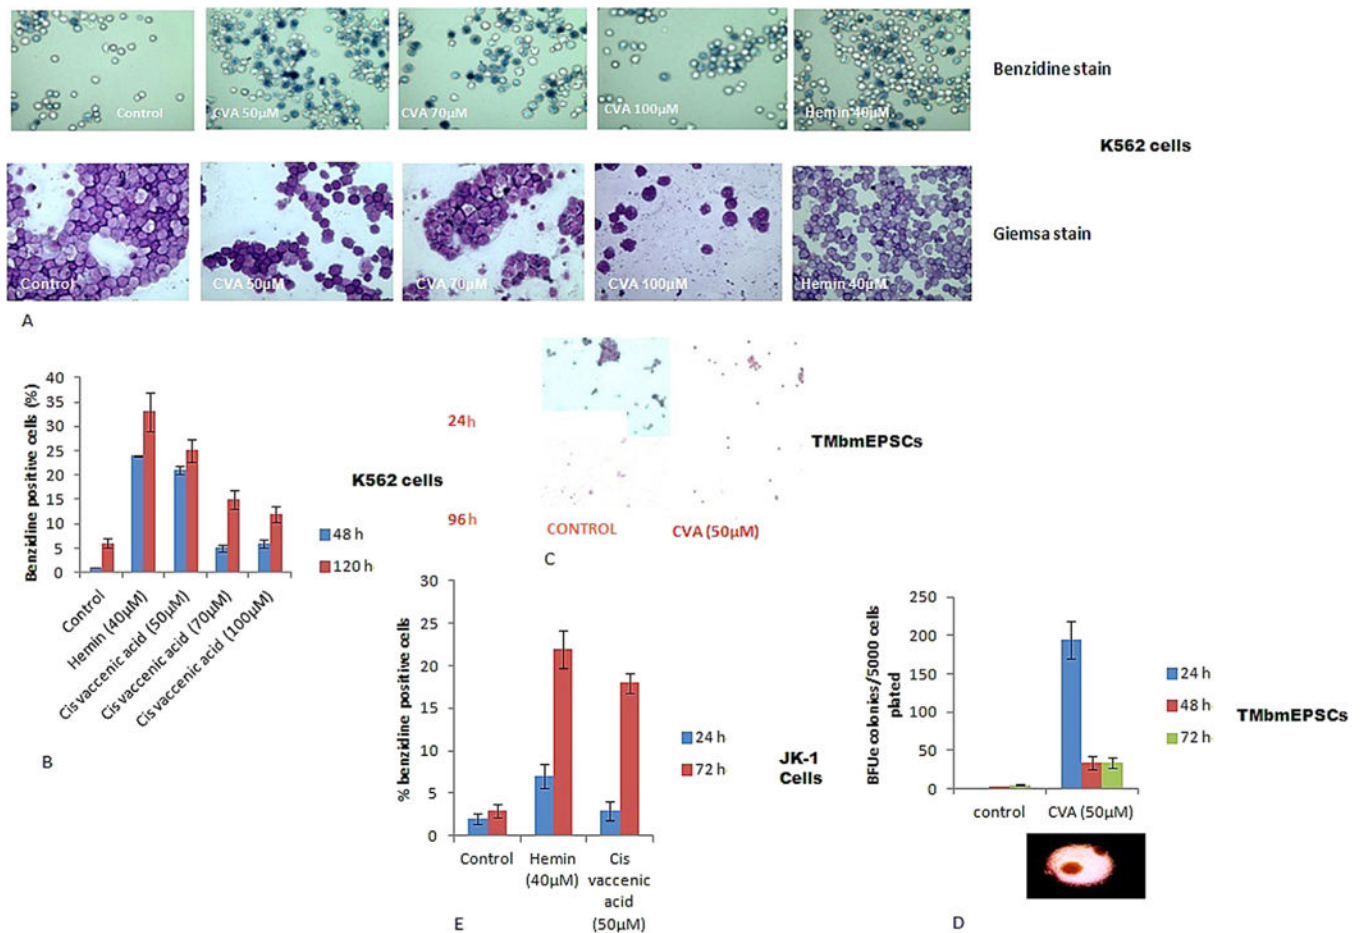 Control
CVA 50µM
CVA 70µM
CVA 100µM
Hemin 40µM
Benzidine stain
K562 cells
Control
CVA 50µM
CVA 70µM
CVA 100µM
Hemin 40µM
Giemsa stain
A
Benzidine positive cells (%)
40
35
30
25
20
15
10
5
0
Control
Hemin (40µM)
Cis vaccenic acid (50µM)
Cis vaccenic acid (70µM)
Cis vaccenic acid (100µM)
K562 cells
48 h
120 h
B
24h
96h
CONTROL
CVA (50µM)
TMbmEPSCs
C
% benzidine positive cells
30
25
20
15
10
5
0
Control
Hemin
(40µM)
Cis
vaccenic
acid
(50µM)
24 h
72 h
JK-1
Cells
E
BFUe colonies/5000 cells
plated
250
200
150
100
50
0
control
CVA (50µM)
24 h
48 h
72 h
TMbmEPSCs
D